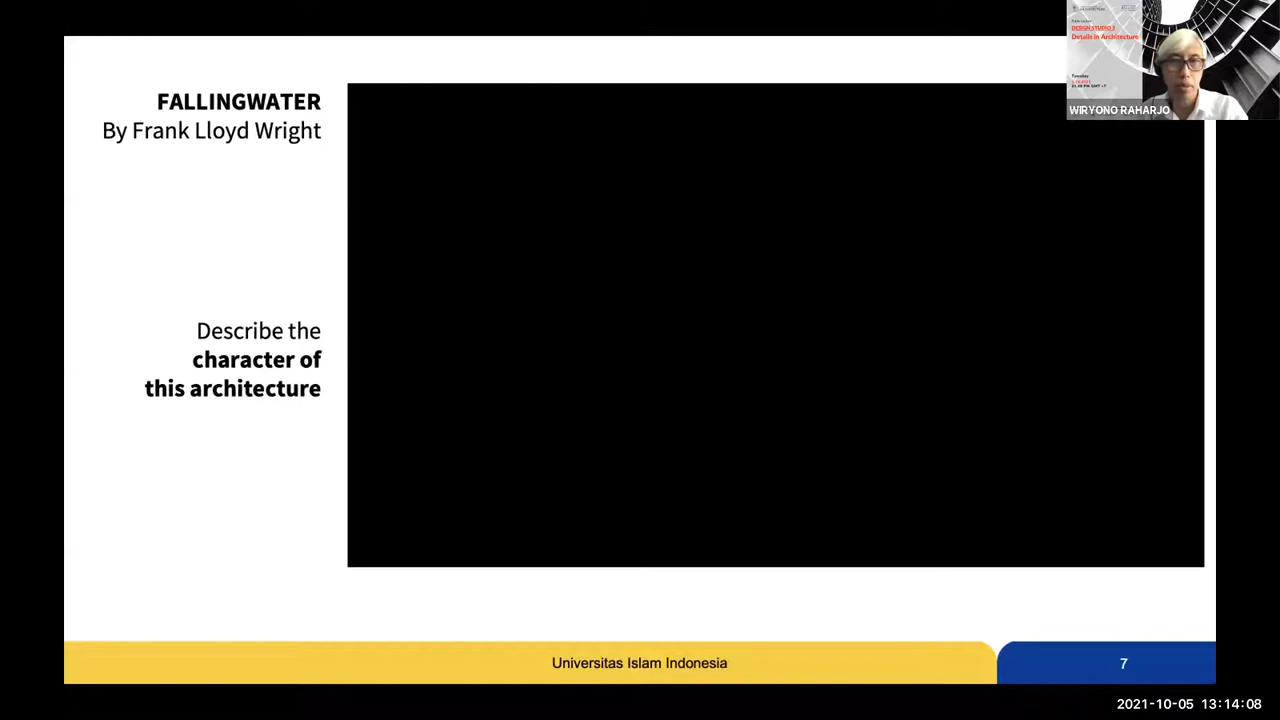 FALLINGWATER
By Frank Lloyd Wright
Describe the
character of
this architecture
DESIGN STUDIO 3
Details in Architecture
Tuesday
WIRYONO RAHARJO
Universitas Islam Indonesia
7
2021-10-05 13:14:08